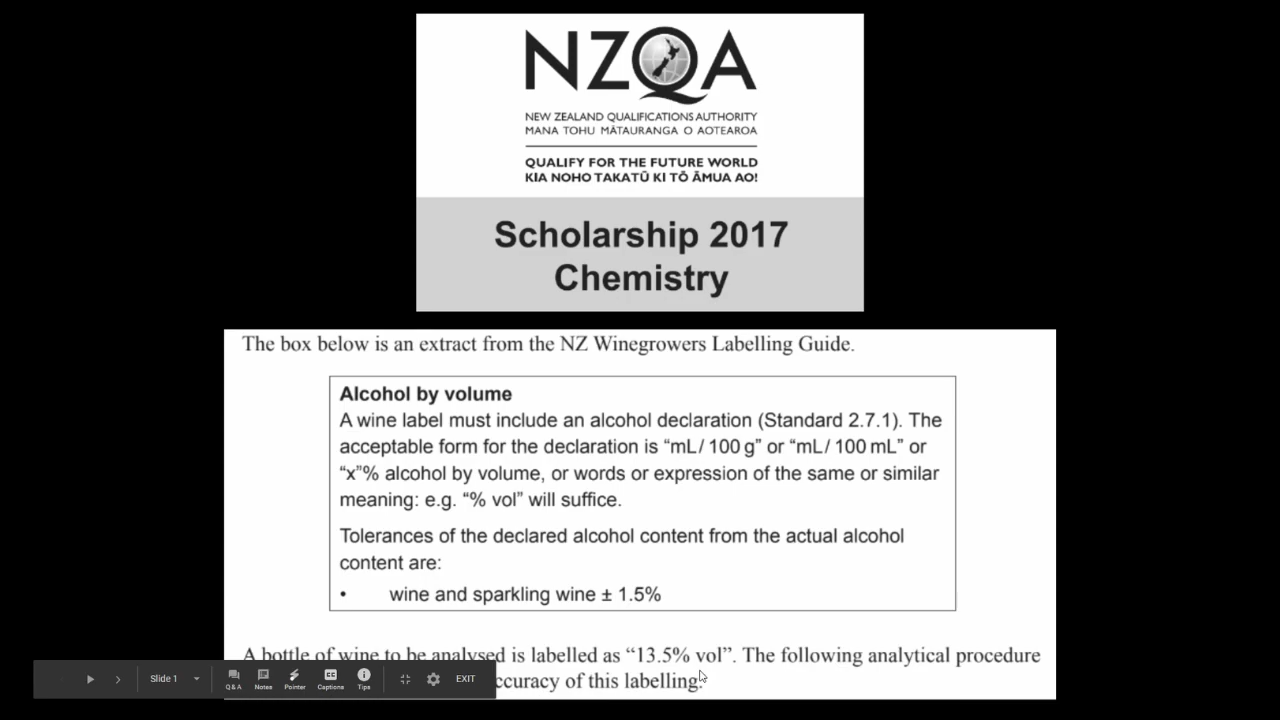 NZQA
NEW ZEALAND QUALIFICATIONS AUTHORITY
MANA TOHU MĀTAURANGA O AOTEAROA
QUALIFY FOR THE FUTURE WORLD
KIA NOHO TAKATŪ KI TŌ ĀMUA AO!
Scholarship 2017
Chemistry
The box below is an extract from the NZ Winegrowers Labelling Guide.
Alcohol by volume
A wine label must include an alcohol declaration (Standard 2.7.1). The
acceptable form for the declaration is “mL / 100 g” or “mL / 100 mL” or
“x”% alcohol by volume, or words or expression of the same or similar
meaning: e.g. “% vol” will suffice.
Tolerances of the declared alcohol content from the actual alcohol
content are:
• wine and sparkling wine ± 1.5%
A bottle of wine to be analysed is labelled as “13.5% vol”. The following analytical procedure
ccuracy of this labelling.
Slide 1
Q&A
Notes
Pointer
Captions
Tips
EXIT